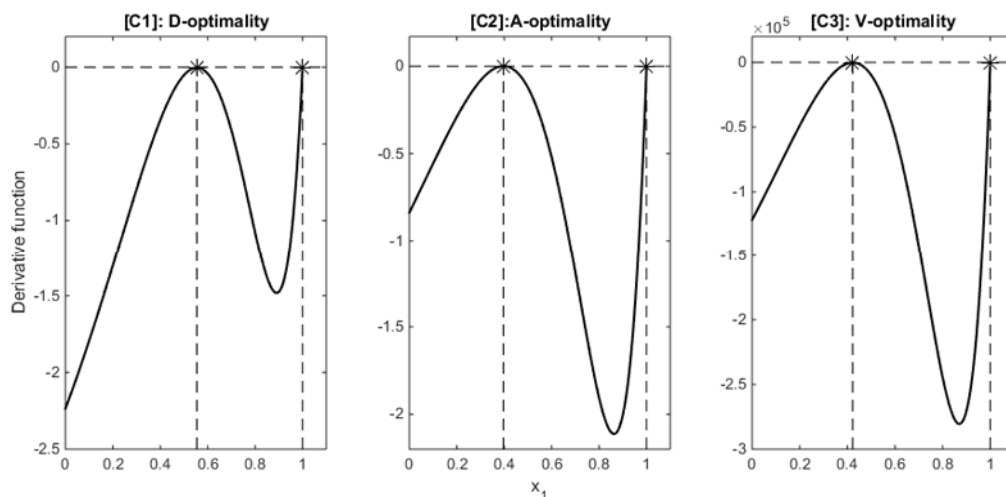 [C1]: D-optimality
[C2]:A-optimality
[C3]: V-optimality
×10^5
0
-0.5
-1
-1.5
-2
-2.5
0
-0.5
-1
-1.5
-2
0
-0.5
-1
-1.5
-2
-2.5
-3
Derivative function
0 0.2 0.4 0.6 0.8 1
0 0.2 0.4 0.6 0.8 1
0 0.2 0.4 0.6 0.8 1
x_1